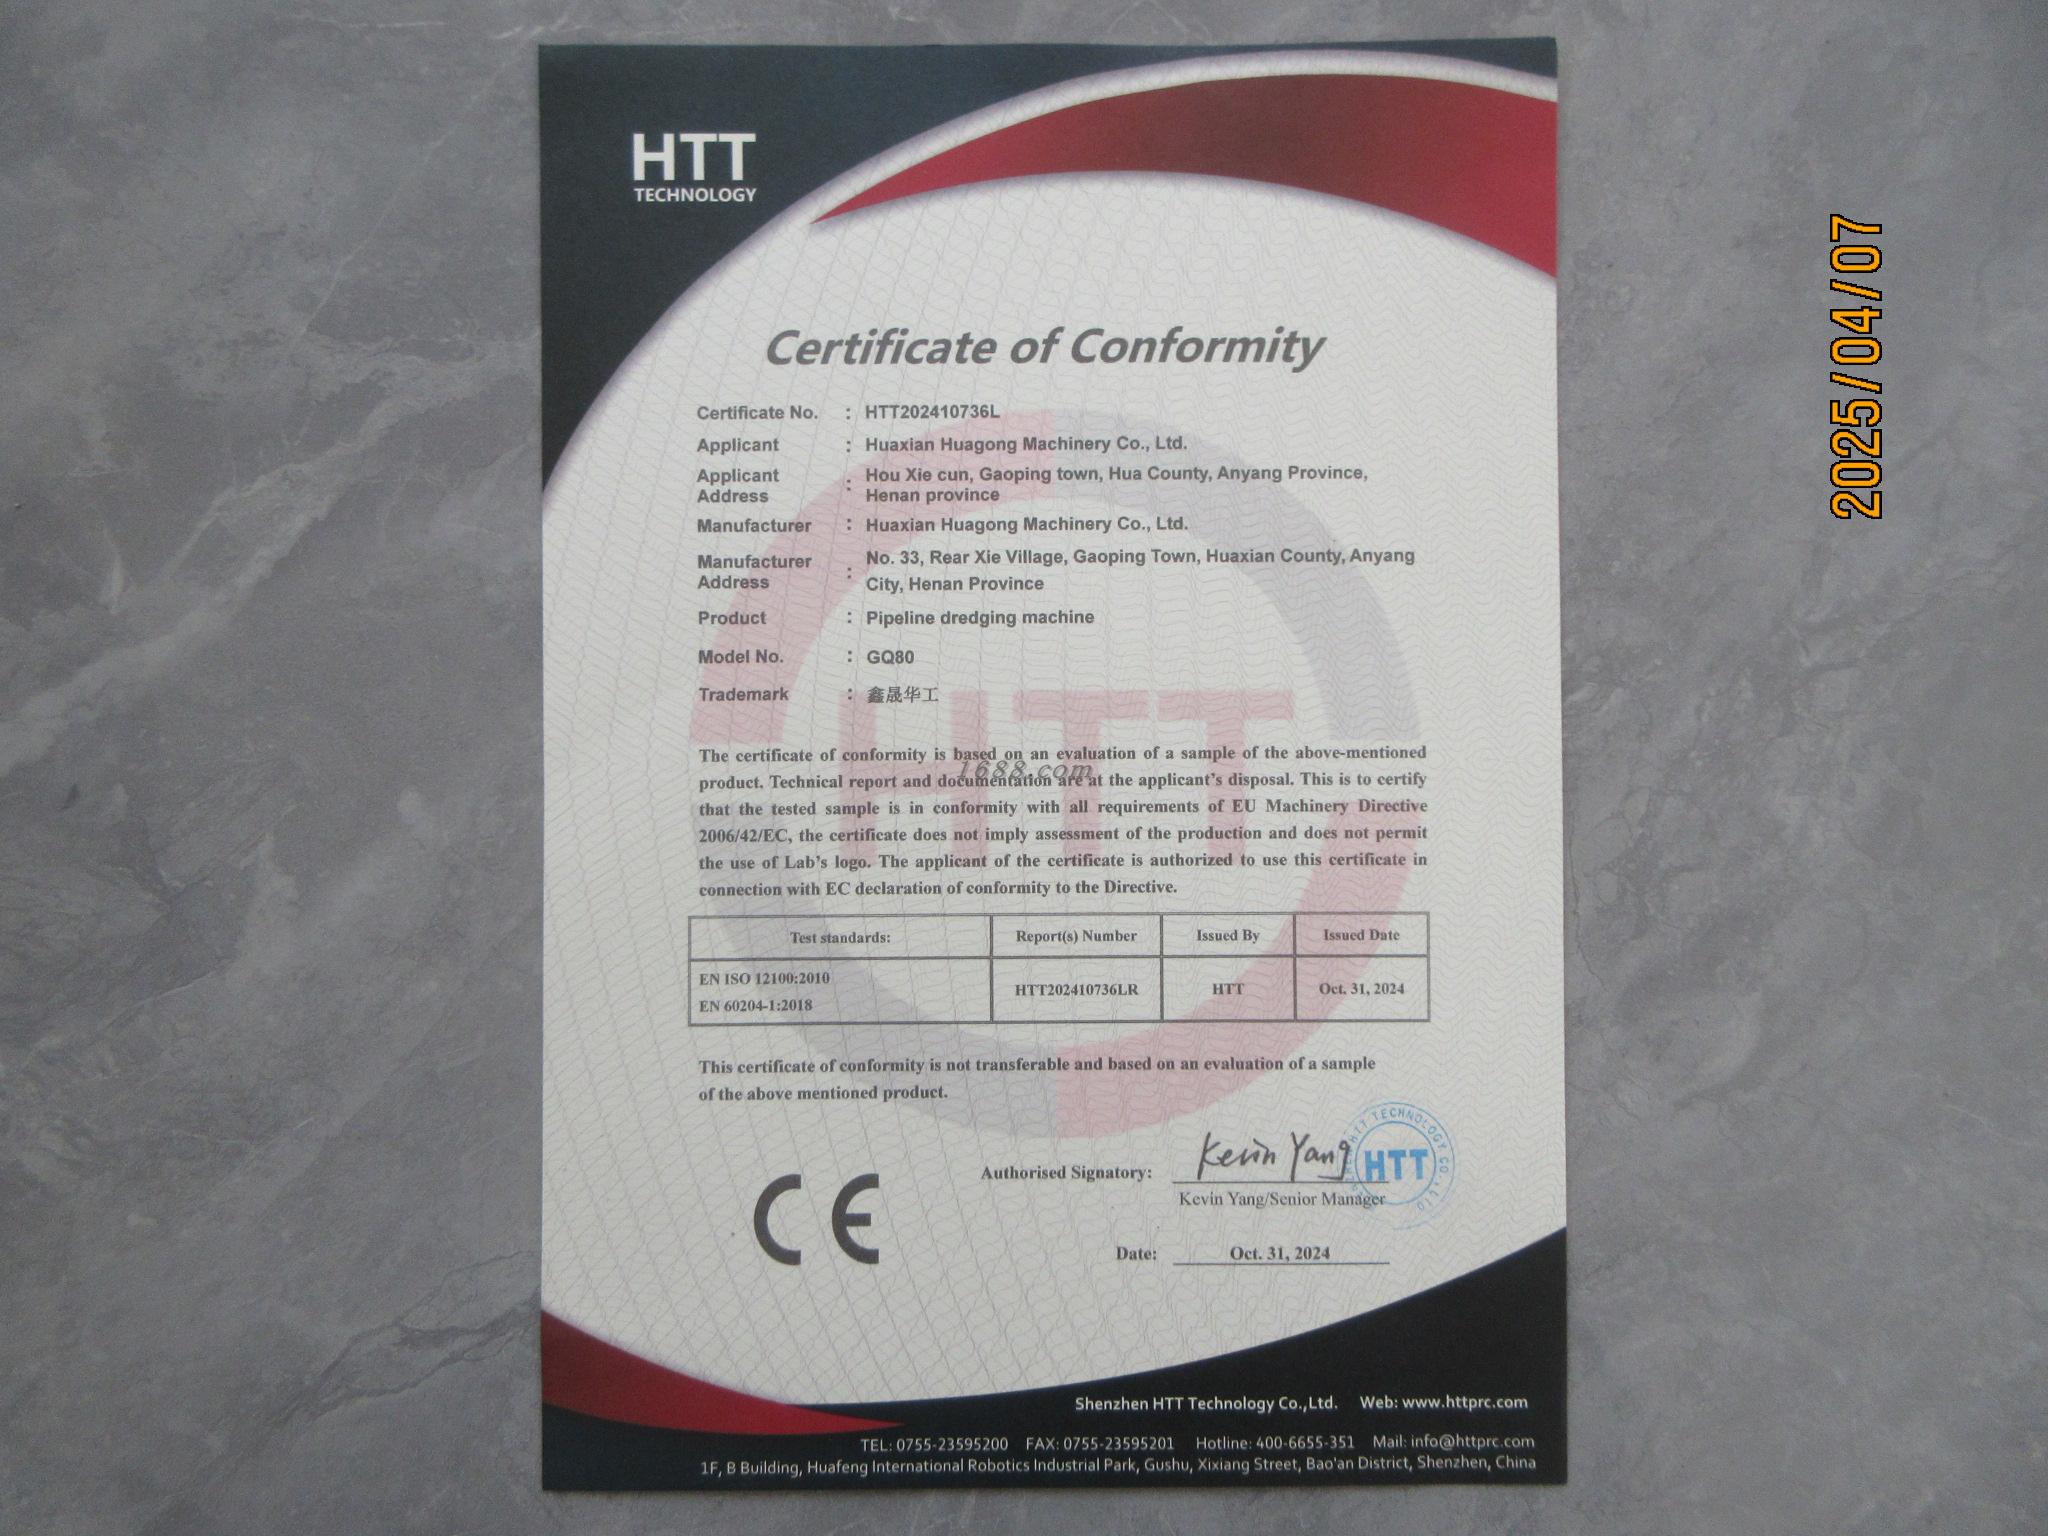 HTT
TECHNOLOGY
Certificate of Conformity
Certificate No. : HTT202410736L
Applicant : Huaxian Huagong Machinery Co., Ltd.
Applicant Address : Hou Xie cun, Gaoping town, Hua County, Anyang Province,
Henan province
Manufacturer : Huaxian Huagong Machinery Co., Ltd.
Manufacturer Address : No. 33, Rear Xie Village, Gaoping Town, Huaxian County, Anyang
City, Henan Province
Product : Pipeline dredging machine
Model No. : GQ80
Trademark : 鑫晟华工
The certificate of conformity is based on an evaluation of a sample of the above-mentioned
product. Technical report and documentation are at the applicant's disposal. This is to certify
that the tested sample is in conformity with all requirements of EU Machinery Directive
2006/42/EC, the certificate does not imply assessment of the production and does not permit
the use of Lab's logo. The applicant of the certificate is authorized to use this certificate in
connection with EC declaration of conformity to the Directive.
1688.com
Test standards: Report(s) Number Issued By Issued Date
EN ISO 12100:2010
EN 60204-1:2018
HTT202410736LR HTT Oct. 31, 2024
This certificate of conformity is not transferable and based on an evaluation of a sample
of the above mentioned product.
Authorised Signatory: Kevin Yang
Kevin Yang/Senior Manager
SHENZHEN HTT TECHNOLOGY CO., LTD
HTT
CE
Date: Oct. 31, 2024
Shenzhen HTT Technology Co.,Ltd. Web: www.httprc.com
TEL: 0755-23595200 FAX: 0755-23595201 Hotline: 400-6655-351 Mail: info@httprc.com
1F, B Building, Huafeng International Robotics Industrial Park, Gushu, Xixiang Street, Bao'an District, Shenzhen, China
HTT
2025/04/07